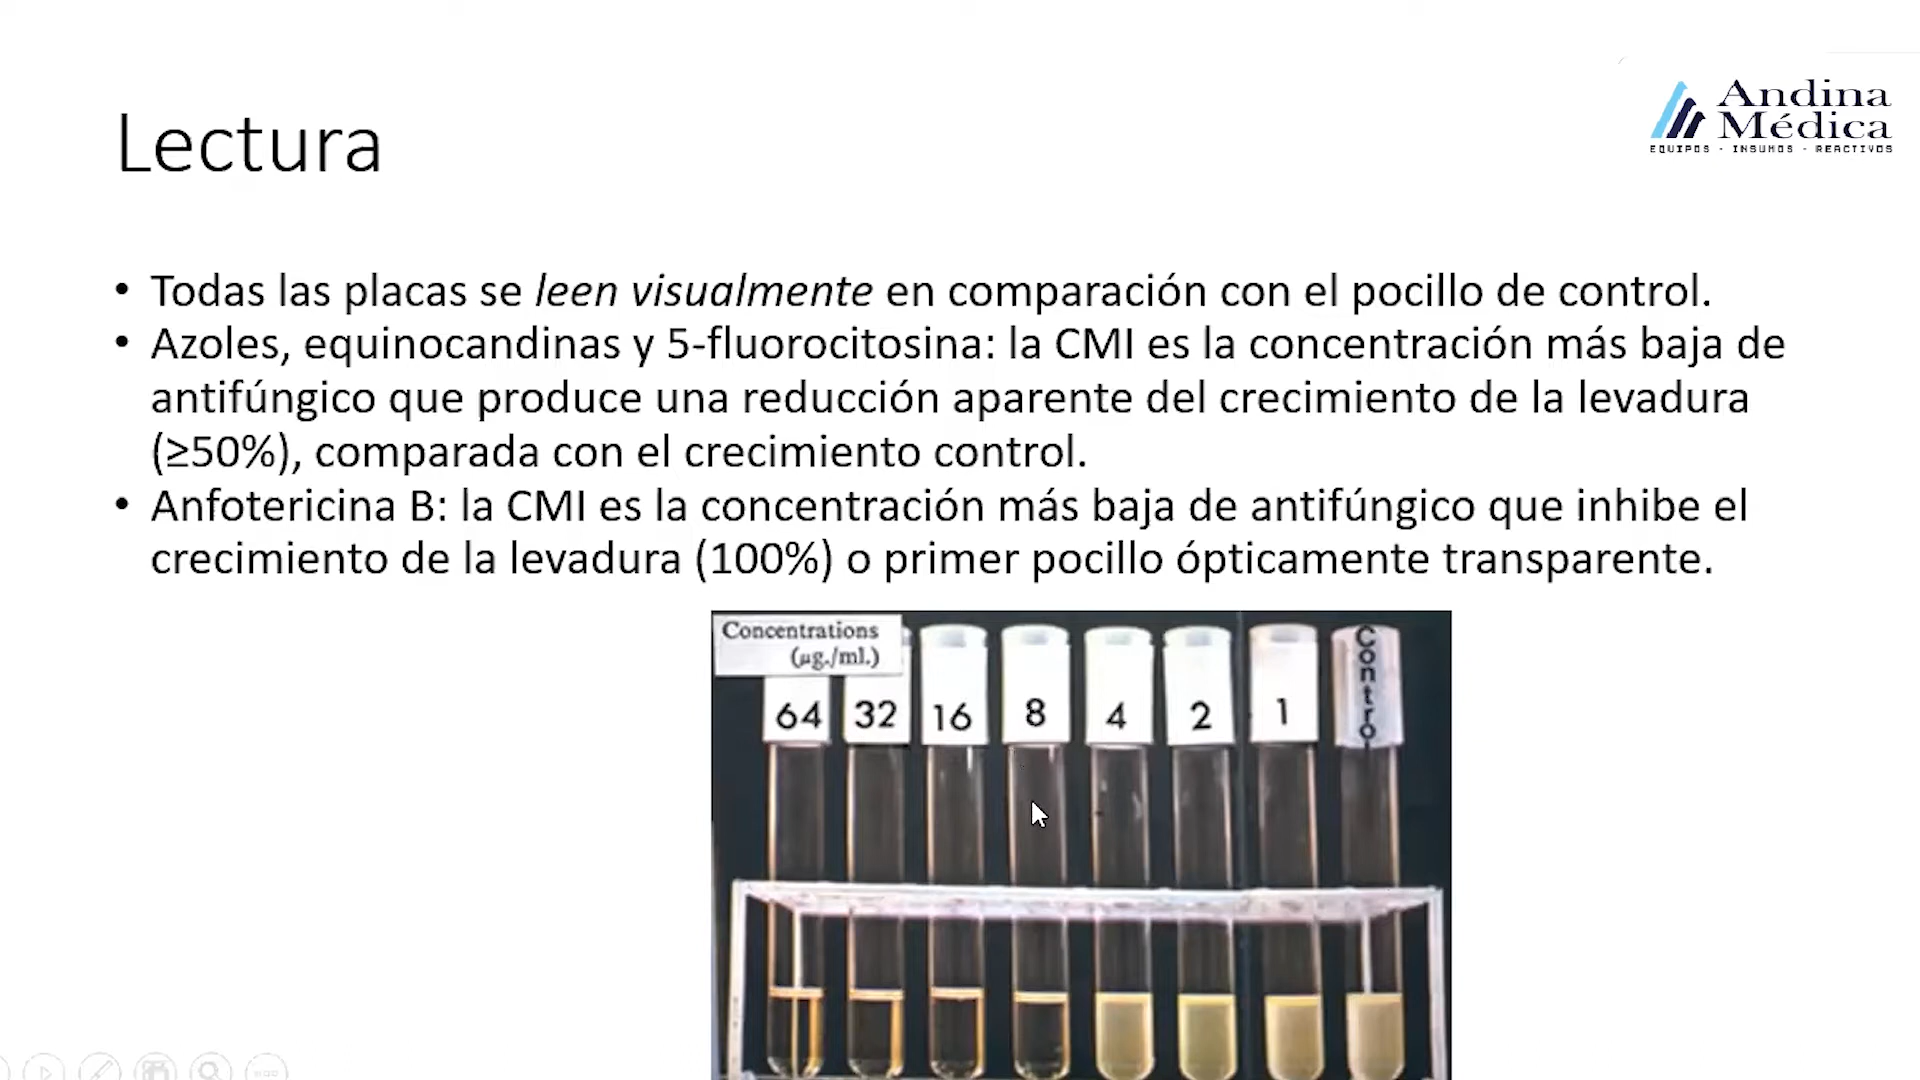 Andina
Médica
EQUIPOS - INSUMOS - REACTIVOS
Lectura
• Todas las placas se leen visualmente en comparación con el pocillo de control.
• Azoles, equinocandinas y 5-fluorocitosina: la CMI es la concentración más baja de
antifúngico que produce una reducción aparente del crecimiento de la levadura
(≥50%), comparada con el crecimiento control.
• Anfotericina B: la CMI es la concentración más baja de antifúngico que inhibe el
crecimiento de la levadura (100%) o primer pocillo ópticamente transparente.
Concentrations
(µg./ml.)
64 32 16 8 4 2 1 Control